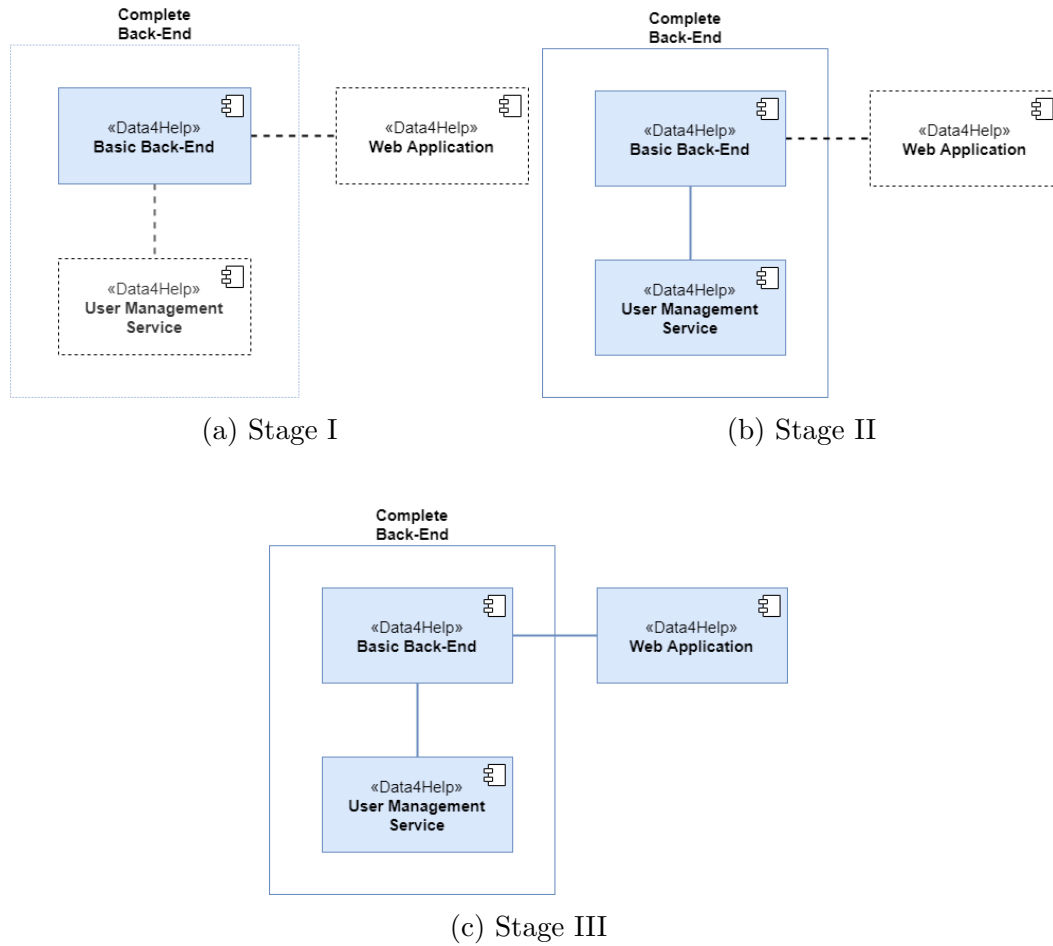 Complete
Back-End
«Data4Help»
Basic Back-End
«Data4Help»
Web Application
«Data4Help»
User Management
Service
(a) Stage I
Complete
Back-End
«Data4Help»
Basic Back-End
«Data4Help»
Web Application
«Data4Help»
User Management
Service
(b) Stage II
Complete
Back-End
«Data4Help»
Basic Back-End
«Data4Help»
Web Application
«Data4Help»
User Management
Service
(c) Stage III